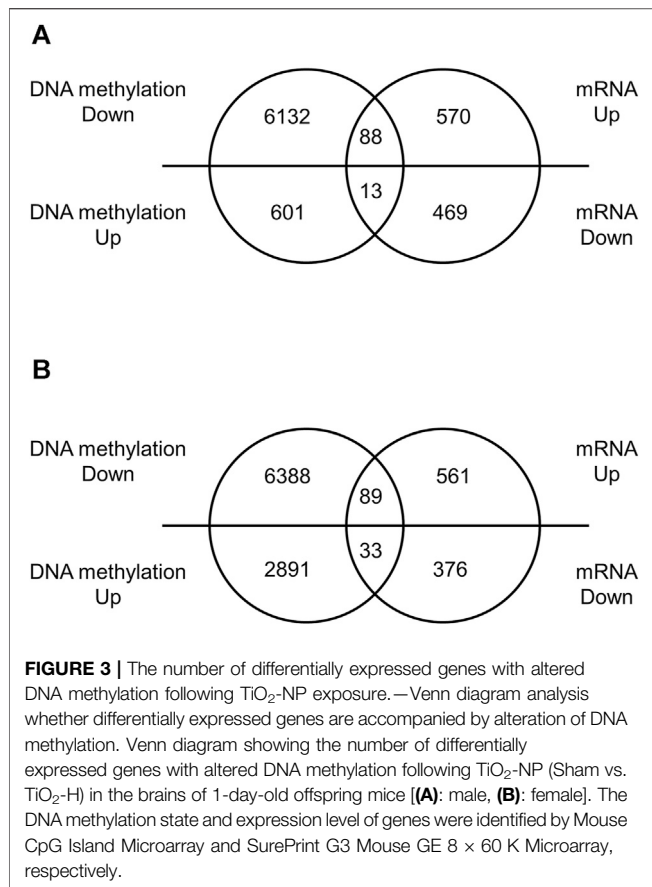 A
DNA methylation
Down
6132
88
570
mRNA
Up
DNA methylation
Up
601
13
469
mRNA
Down
B
DNA methylation
Down
6388
89
561
mRNA
Up
DNA methylation
Up
2891
33
376
mRNA
Down
FIGURE 3 | The number of differentially expressed genes with altered
DNA methylation following TiO₂-NP exposure.—Venn diagram analysis
whether differentially expressed genes are accompanied by alteration of DNA
methylation. Venn diagram showing the number of differentially
expressed genes with altered DNA methylation following TiO₂-NP (Sham vs.
TiO₂-H) in the brains of 1-day-old offspring mice [(A): male, (B): female]. The
DNA methylation state and expression level of genes were identified by Mouse
CpG Island Microarray and SurePrint G3 Mouse GE 8 × 60 K Microarray,
respectively.